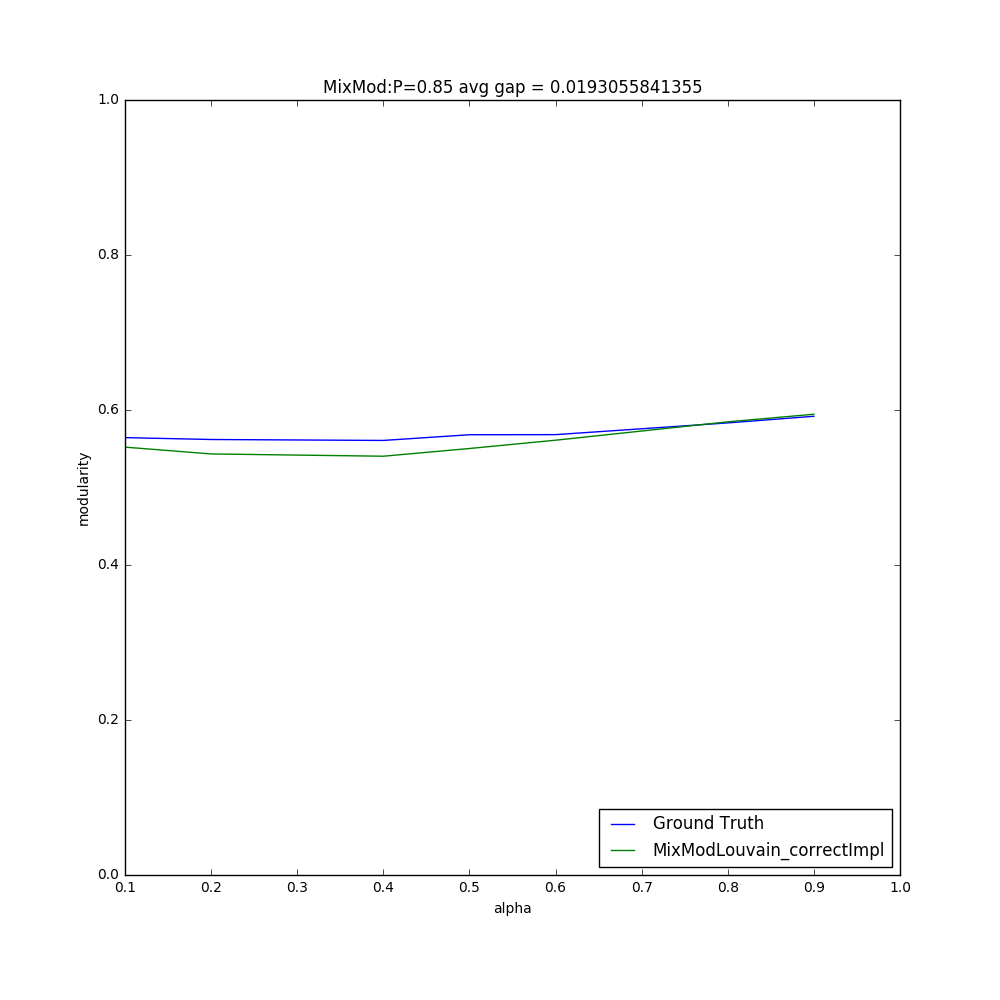 MixMod:P=0.85 avg gap = 0.0193055841355
1.0
0.8
0.6
0.4
0.2
0.0
modularity
Ground Truth
MixModLouvain_correctImpl
0.1 0.2 0.3 0.4 0.5 0.6 0.7 0.8 0.9 1.0
alpha